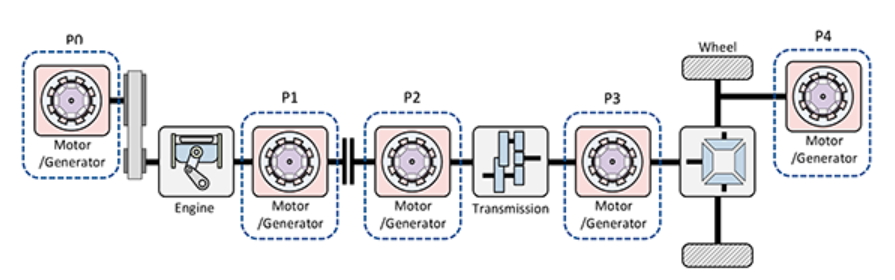 P0
Motor
/Generator
Engine
P1
Motor
/Generator
P2
Motor
/Generator
Transmission
P3
Motor
/Generator
Wheel
P4
Motor
/Generator